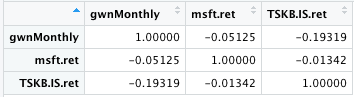 gwnMonthly msft.ret TSKB.IS.ret
gwnMonthly 1.00000 -0.05125 -0.19319
msft.ret -0.05125 1.00000 -0.01342
TSKB.IS.ret -0.19319 -0.01342 1.00000